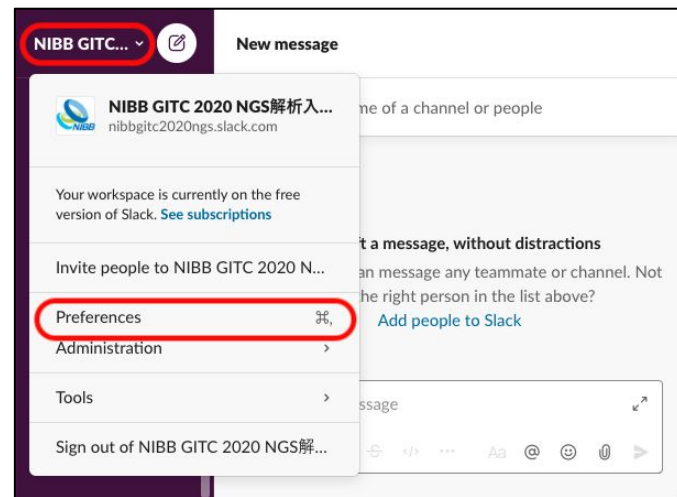 NIBB GITC...
New message
NIBB GITC 2020 NGS解析入...
NIBB
nibbgitc2020ngs.slack.com
me of a channel or people
Your workspace is currently on the free
version of Slack. See subscriptions
t a message, without distractions
Invite people to NIBB GITC 2020 N...
an message any teammate or channel. Not
he right person in the list above?
Preferences ⌘,
Add people to Slack
Administration
Tools
ssage
Sign out of NIBB GITC 2020 NGS解...
Aa @